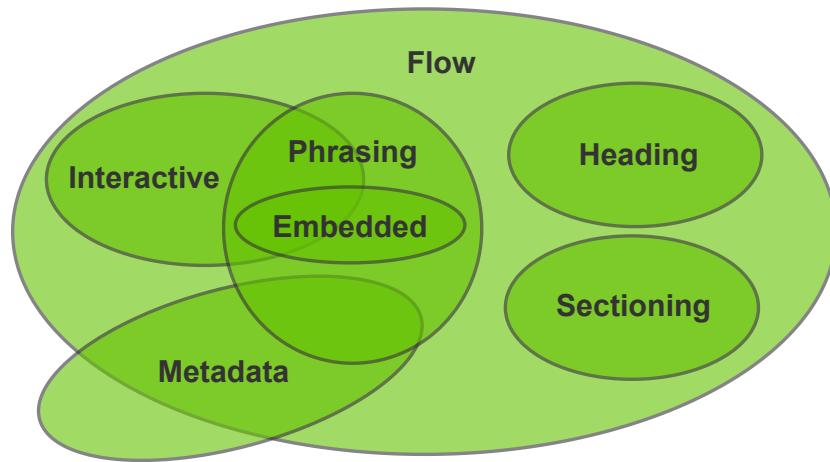 Flow
Interactive
Phrasing
Embedded
Heading
Sectioning
Metadata